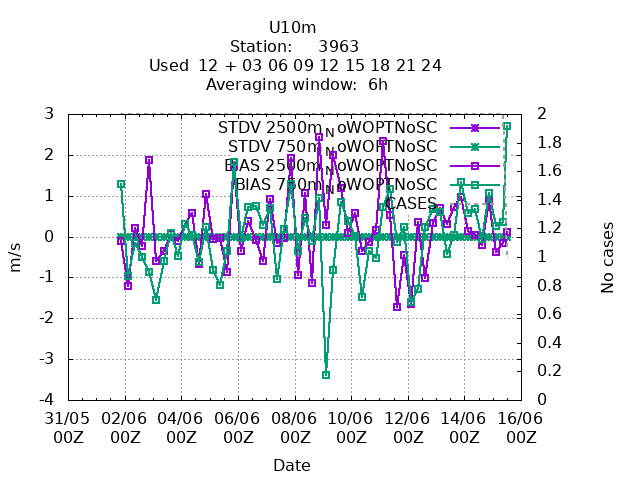 U10m
Station: 3963
Used 12 + 03 06 09 12 15 18 21 24
Averaging window: 6h
STDV 2500m_NoWOPTNoSC
STDV 750m_NoWOPTNoSC
BIAS 2500m_NoWOPTNoSC
BIAS 750m_NoWOPTNoSC
CASES
3
2
1
0
-1
-2
-3
-4
m/s
2
1.8
1.6
1.4
1.2
1
0.8
0.6
0.4
0.2
0
No cases
31/05 02/06 04/06 06/06 08/06 10/06 12/06 14/06 16/06
00Z 00Z 00Z 00Z 00Z 00Z 00Z 00Z 00Z
Date